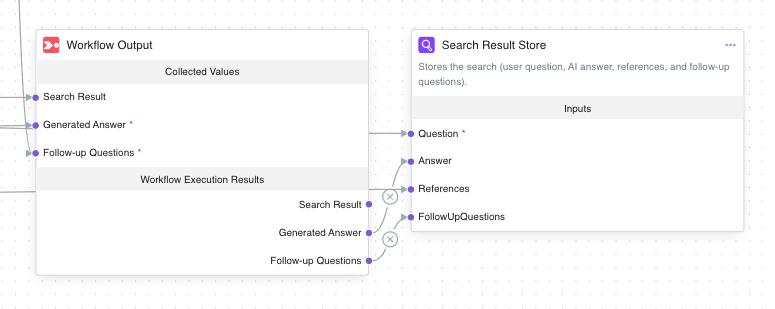 Workflow Output
Collected Values
Search Result
Generated Answer *
Follow-up Questions *
Workflow Execution Results
Search Result
Generated Answer
Follow-up Questions
Search Result Store
Stores the search (user question, AI answer, references, and follow-up
questions).
Inputs
Question *
Answer
References
FollowUpQuestions